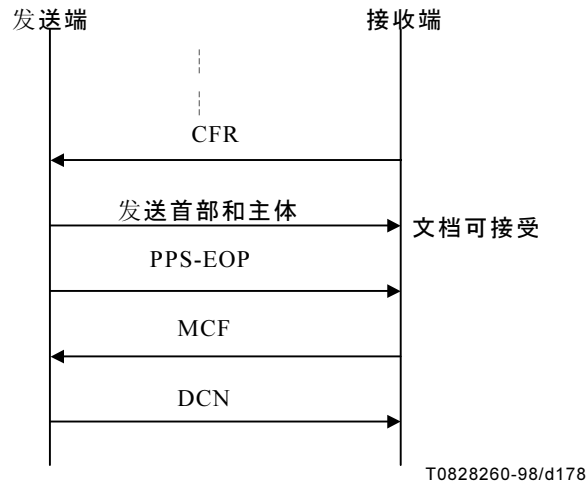 发送端
接收端
CFR
发送首部和主体
文档可接受
PPS-EOP
MCF
DCN
T0828260-98/d178